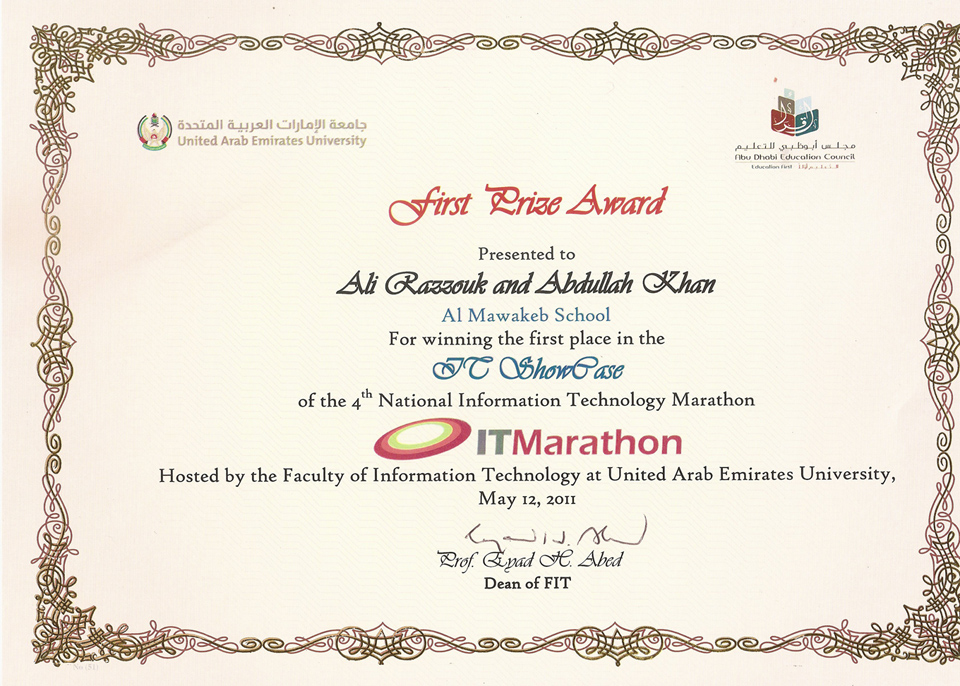 جامعة الإمارات العربية المتحدة
United Arab Emirates University
مجلس أبوظبي للتعليم
Abu Dhabi Education Council
Education First التعليم أولاً
First Prize Award
Presented to
Ali Razzouk and Abdullah Khan
Al Mawakeb School
For winning the first place in the
IT ShowCase
of the 4th National Information Technology Marathon
ITMarathon
Hosted by the Faculty of Information Technology at United Arab Emirates University,
May 12, 2011
Prof. Eyad H. Abed
Dean of FIT